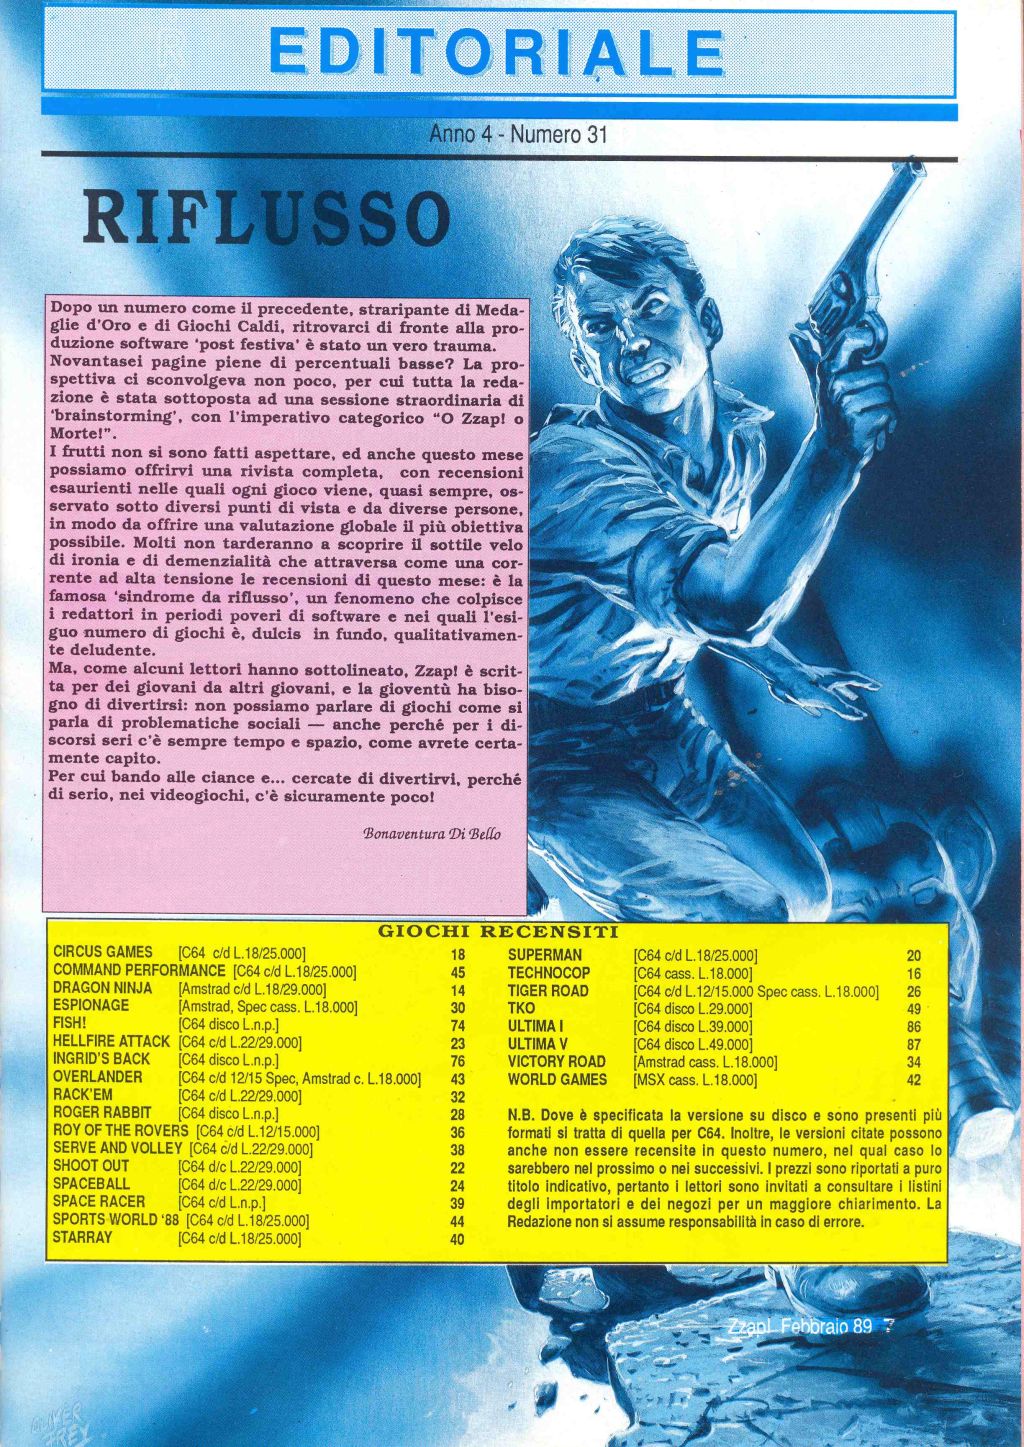 EDITORIALE
Anno 4 - Numero 31
RIFLUSSO
Dopo un numero come il precedente, straripante di Meda-
glie d'Oro e di Giochi Caldi, ritrovarci di fronte alla pro-
duzione software 'post festiva' è stato un vero trauma.
Novantasei pagine piene di percentuali basse? La pro-
spettiva ci sconvolgeva non poco, per cui tutta la reda-
zione è stata sottoposta ad una sessione straordinaria di
'brainstorming', con l'imperativo categorico "O Zzap! o
Morte!".
I frutti non si sono fatti aspettare, ed anche questo mese
possiamo offrirvi una rivista completa, con recensioni
esaurienti nelle quali ogni gioco viene, quasi sempre, os-
servato sotto diversi punti di vista e da diverse persone,
in modo da offrire una valutazione globale il più obiettiva
possibile. Molti non tarderanno a scoprire il sottile velo
di ironia e di demenzialità che attraversa come una cor-
rente ad alta tensione le recensioni di questo mese: è la
famosa 'sindrome da riflusso', un fenomeno che colpisce
i redattori in periodi poveri di software e nei quali l'esi-
guo numero di giochi è, dulcis in fundo, qualitativamen-
te deludente.
Ma, come alcuni lettori hanno sottolineato, Zzap! è scrit-
ta per dei giovani da altri giovani, e la gioventù ha biso-
gno di divertirsi: non possiamo parlare di giochi come si
parla di problematiche sociali — anche perché per i di-
scorsi seri c'è sempre tempo e spazio, come avrete certa-
mente capito.
Per cui bando alle ciance e... cercate di divertirvi, perché
di serio, nei videogiochi, c'è sicuramente poco!
Bonaventura Di Bello
GIOCHI RECENSITI
CIRCUS GAMES [C64 c/d L.18/25.000] 18
COMMAND PERFORMANCE [C64 c/d L.18/25.000] 45
DRAGON NINJA [Amstrad c/d L.18/29.000] 14
ESPIONAGE [Amstrad, Spec cass. L.18.000] 30
FISH! [C64 disco L.n.p.] 74
HELLFIRE ATTACK [C64 c/d L.22/29.000] 23
INGRID'S BACK [C64 disco L.n.p.] 76
OVERLANDER [C64 c/d 12/15 Spec, Amstrad c. L.18.000] 43
RACK'EM [C64 c/d L.22/29.000] 32
ROGER RABBIT [C64 disco L.n.p.] 28
ROY OF THE ROVERS [C64 c/d L.12/15.000] 36
SERVE AND VOLLEY [C64 c/d L.22/29.000] 38
SHOOT OUT [C64 d/c L.22/29.000] 22
SPACEBALL [C64 d/c L.22/29.000] 24
SPACE RACER [C64 c/d L.n.p.] 39
SPORTS WORLD '88 [C64 c/d L.18/25.000] 44
STARRAY [C64 c/d L.18/25.000] 40
SUPERMAN [C64 c/d L.18/25.000] 20
TECHNOCOP [C64 cass. L.18.000] 16
TIGER ROAD [C64 c/d L.12/15.000 Spec cass. L.18.000] 26
TKO [C64 disco L.29.000] 49
ULTIMA I [C64 disco L.39.000] 86
ULTIMA V [C64 disco L.49.000] 87
VICTORY ROAD [Amstrad cass. L.18.000] 34
WORLD GAMES [MSX cass. L.18.000] 42
N.B. Dove è specificata la versione su disco e sono presenti più
formati si tratta di quella per C64. Inoltre, le versioni citate possono
anche non essere recensite in questo numero, nel qual caso lo
sarebbero nel prossimo o nei successivi. I prezzi sono riportati a puro
titolo indicativo, pertanto i lettori sono invitati a consultare i listini
degli importatori e dei negozi per un maggiore chiarimento. La
Redazione non si assume responsabilità in caso di errore.
Zzap! Febbraio 89 7
OLIVER
FREY